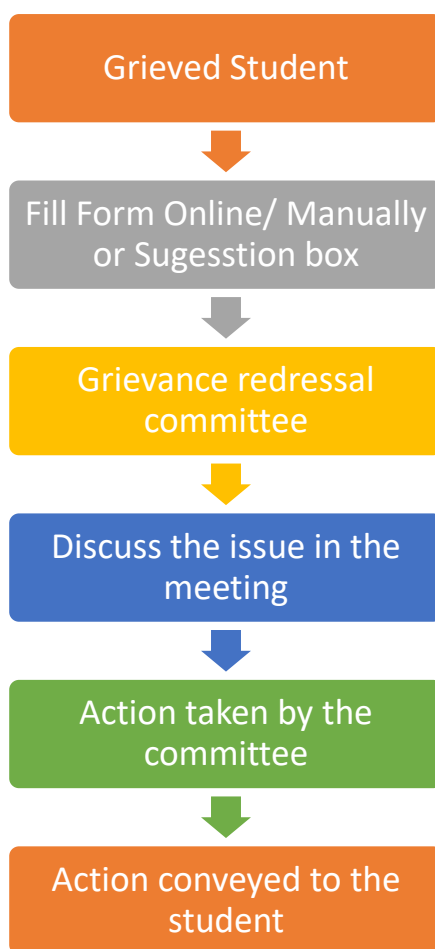 Grieved Student
Fill Form Online/ Manually
or Sugesstion box
Grievance redressal
committee
Discuss the issue in the
meeting
Action taken by the
committee
Action conveyed to the
student